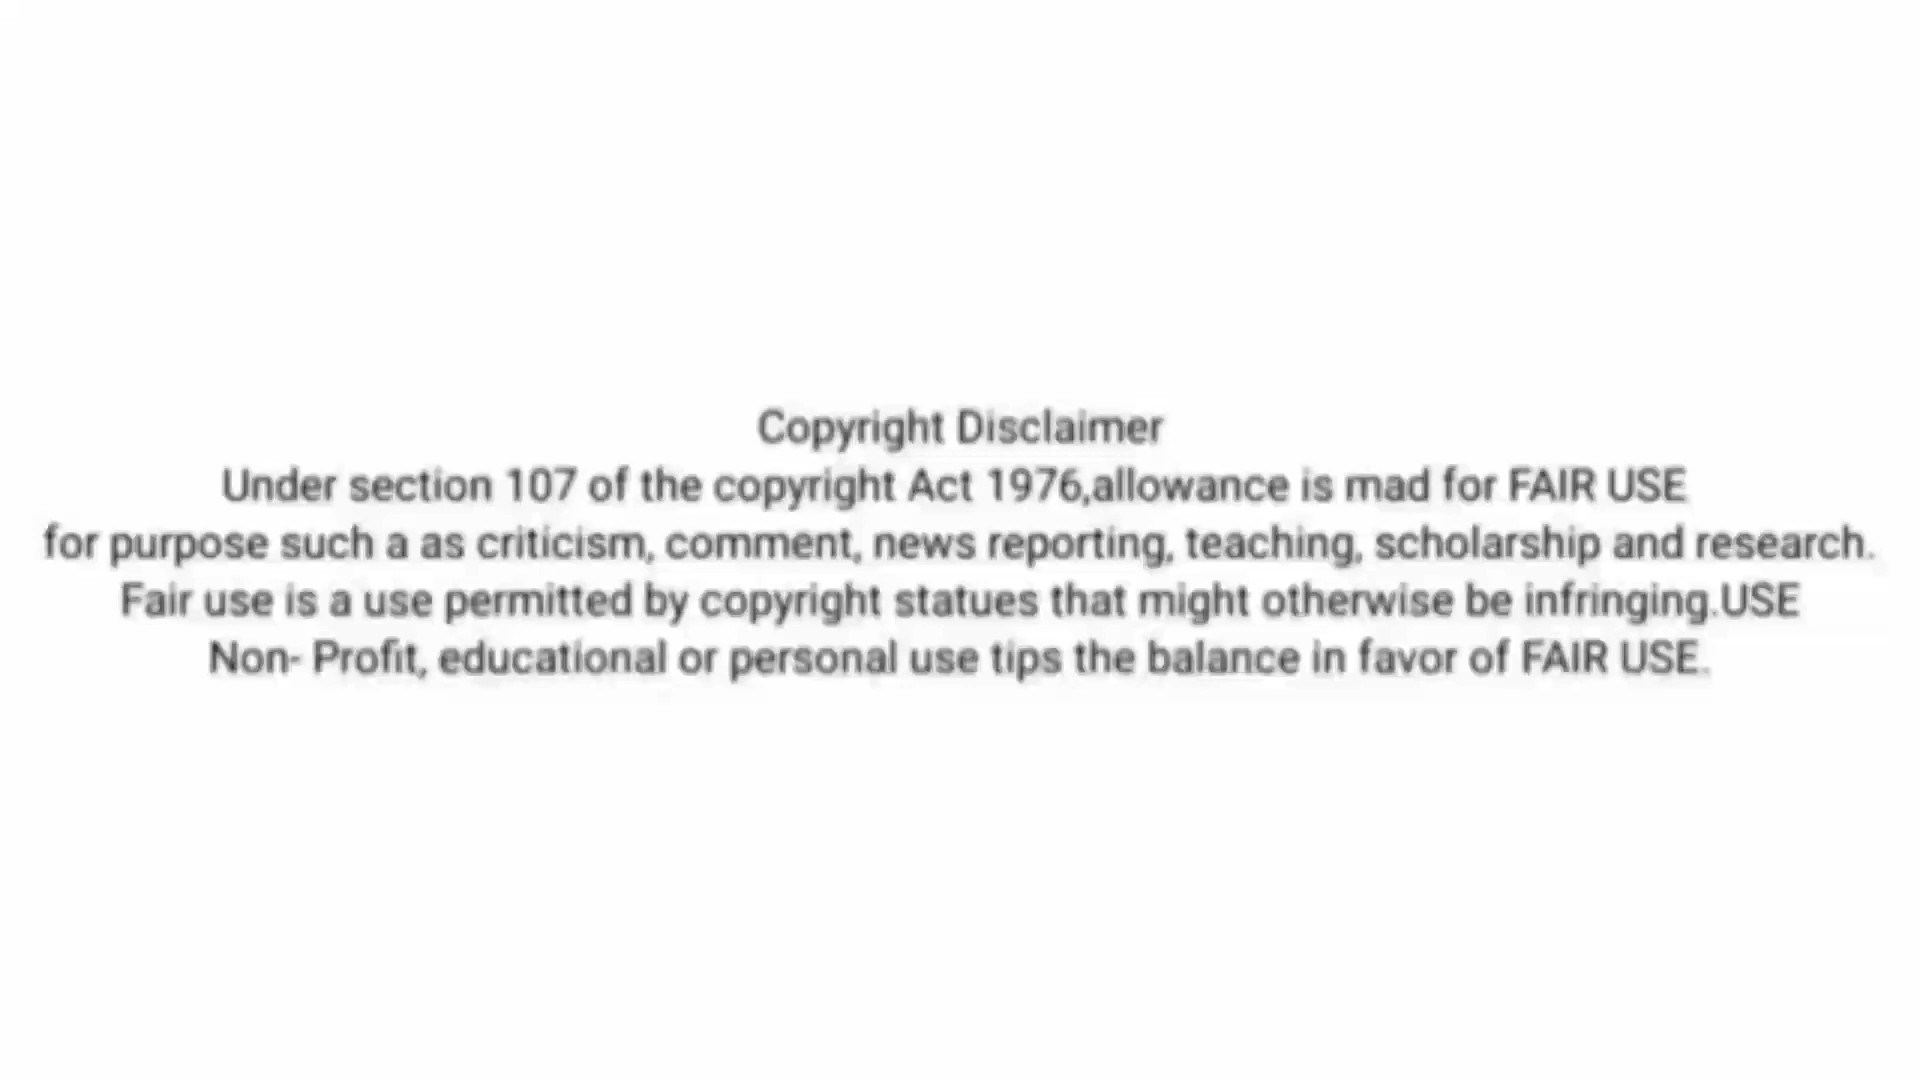 Copyright Disclaimer
Under section 107 of the copyright Act 1976,allowance is mad for FAIR USE
for purpose such a as criticism, comment, news reporting, teaching, scholarship and research.
Fair use is a use permitted by copyright statues that might otherwise be infringing.USE
Non- Profit, educational or personal use tips the balance in favor of FAIR USE.